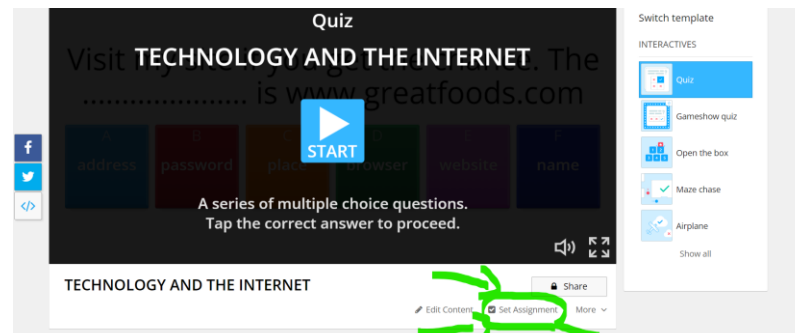 Quiz
TECHNOLOGY AND THE INTERNET
Visit my site if you get the chance. The
................... is www.greatfoods.com
START
A
B
C
D
E
F
address
password
place
browser
website
name
A series of multiple choice questions.
Tap the correct answer to proceed.
TECHNOLOGY AND THE INTERNET
Share
Edit Content
Set Assignment
More
Switch template
INTERACTIVES
Quiz
Gameshow quiz
Open the box
Maze chase
Airplane
Show all